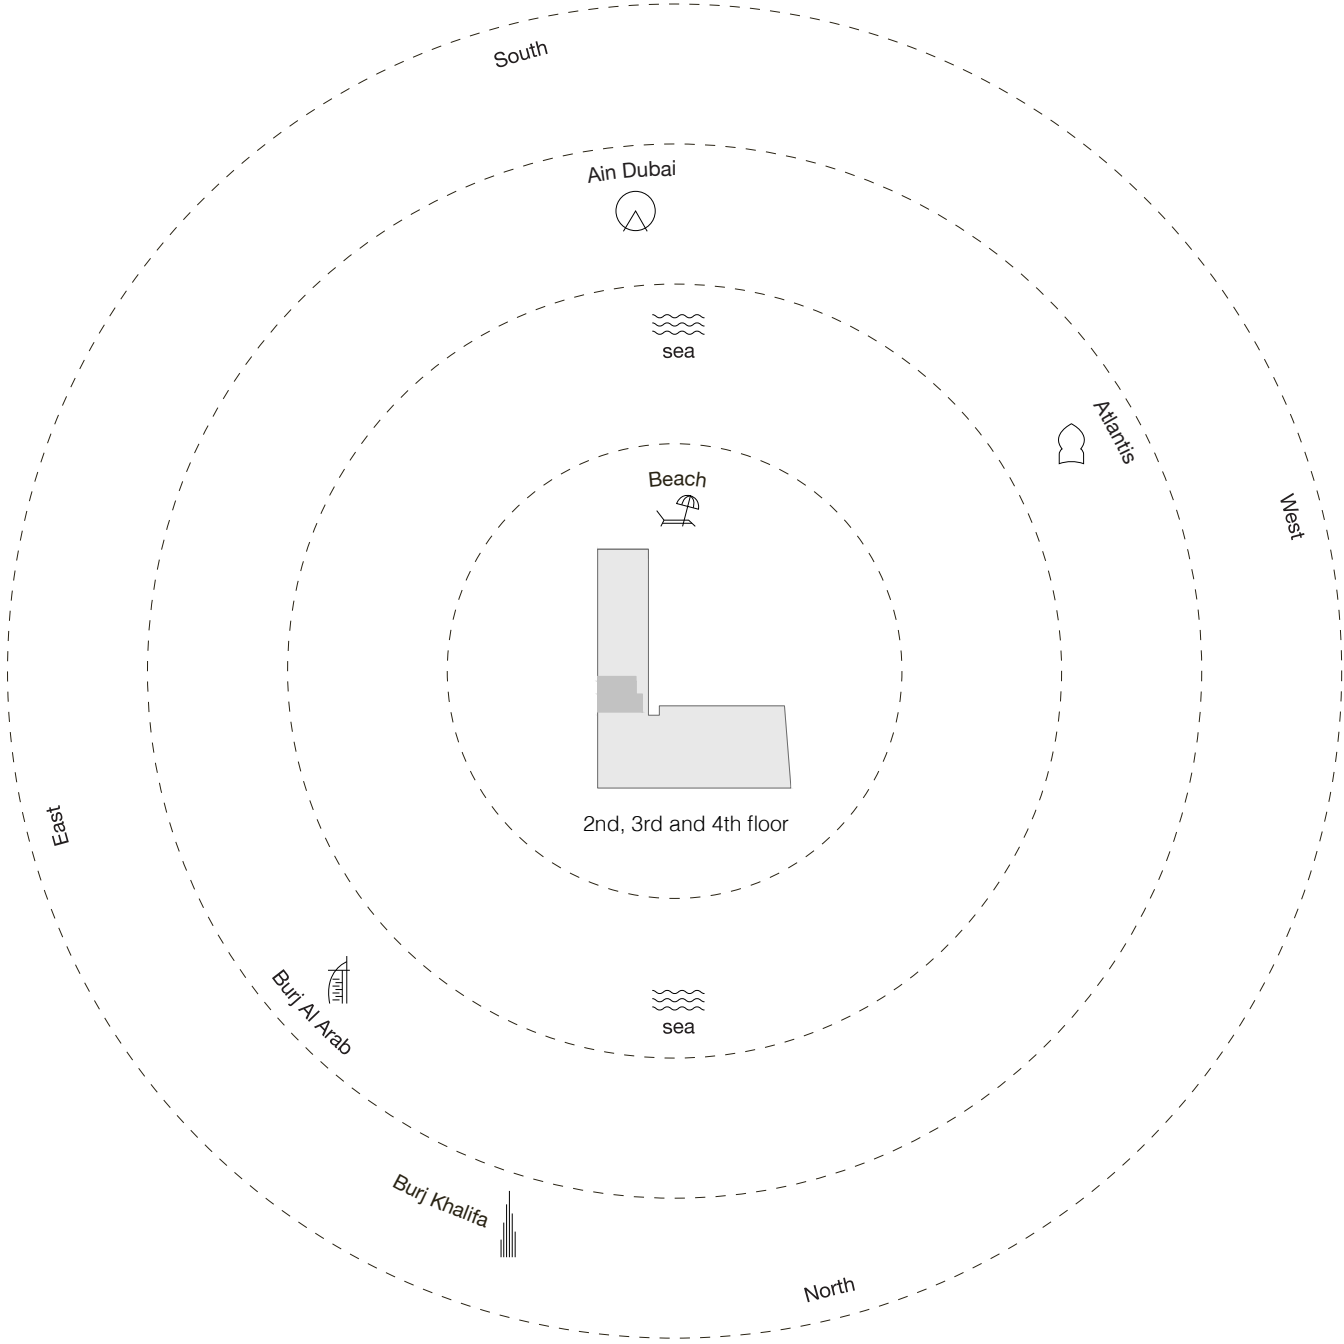 South
Ain Dubai
sea
Atlantis
Beach
West
2nd, 3rd and 4th floor
East
Burj Al Arab
sea
Burj Khalifa
North